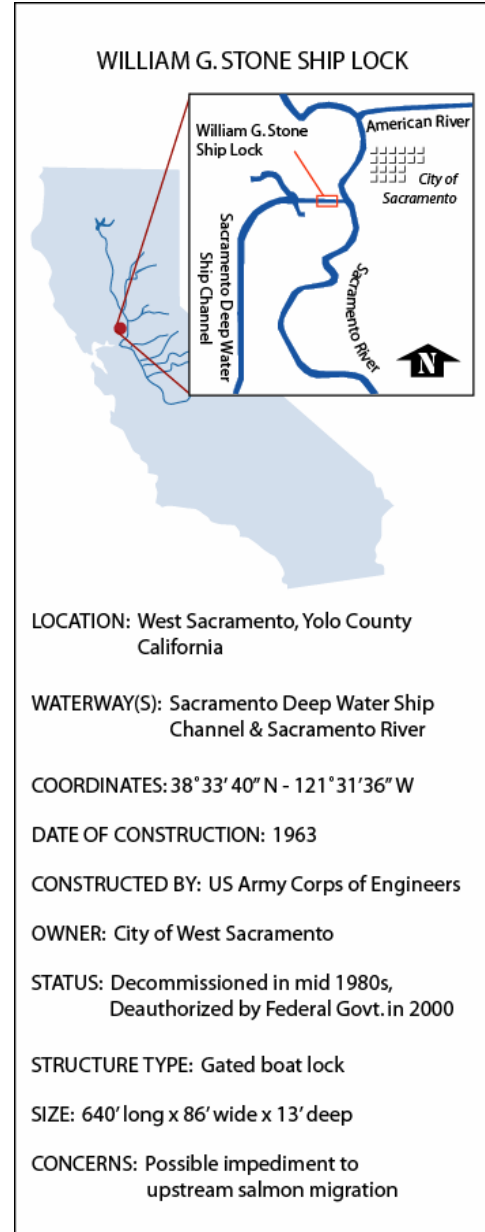 WILLIAM G. STONE SHIP LOCK
William G. Stone
Ship Lock
American River
City of
Sacramento
Sacramento Deep Water
Ship Channel
Sacramento River
N
LOCATION: West Sacramento, Yolo County
California
WATERWAY(S): Sacramento Deep Water Ship
Channel & Sacramento River
COORDINATES: 38˚33’ 40” N - 121˚31’36” W
DATE OF CONSTRUCTION: 1963
CONSTRUCTED BY: US Army Corps of Engineers
OWNER: City of West Sacramento
STATUS: Decommissioned in mid 1980s,
Deauthorized by Federal Govt. in 2000
STRUCTURE TYPE: Gated boat lock
SIZE: 640’ long x 86’ wide x 13’ deep
CONCERNS: Possible impediment to
upstream salmon migration